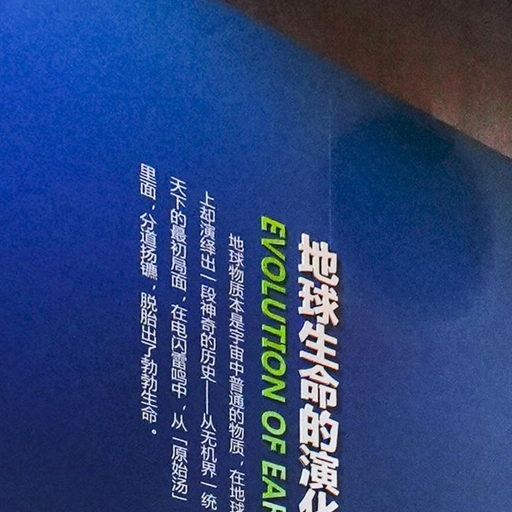 地球生命的演化
EVOLUTION OF EAR
地球物质本是宇宙中普通的物质，在地球
上却演绎出一段神奇的历史——从无机界一统
天下的最初局面，在电闪雷鸣中，从「原始汤」
里面，分道扬镳，脱胎出了勃勃生命。